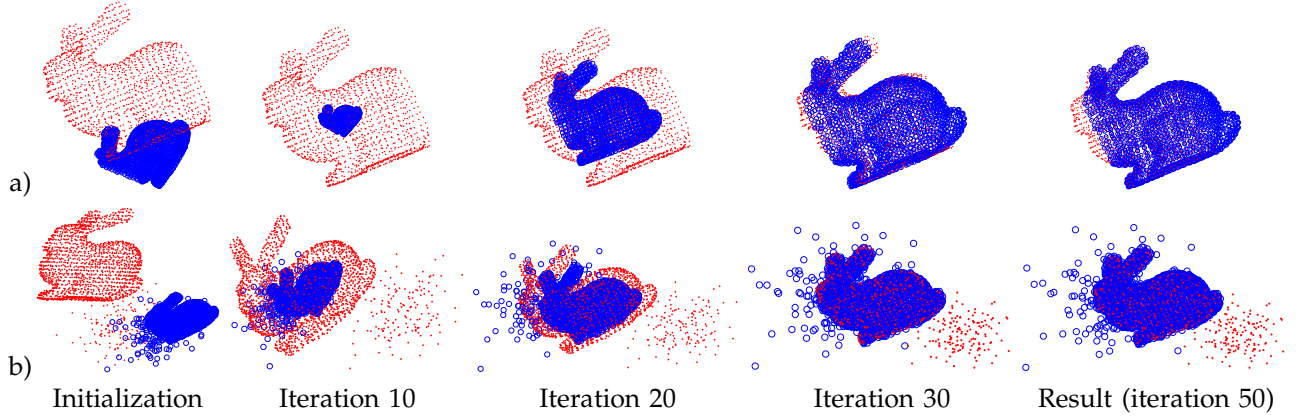 a)
b)
Initialization Iteration 10 Iteration 20 Iteration 30 Result (iteration 50)